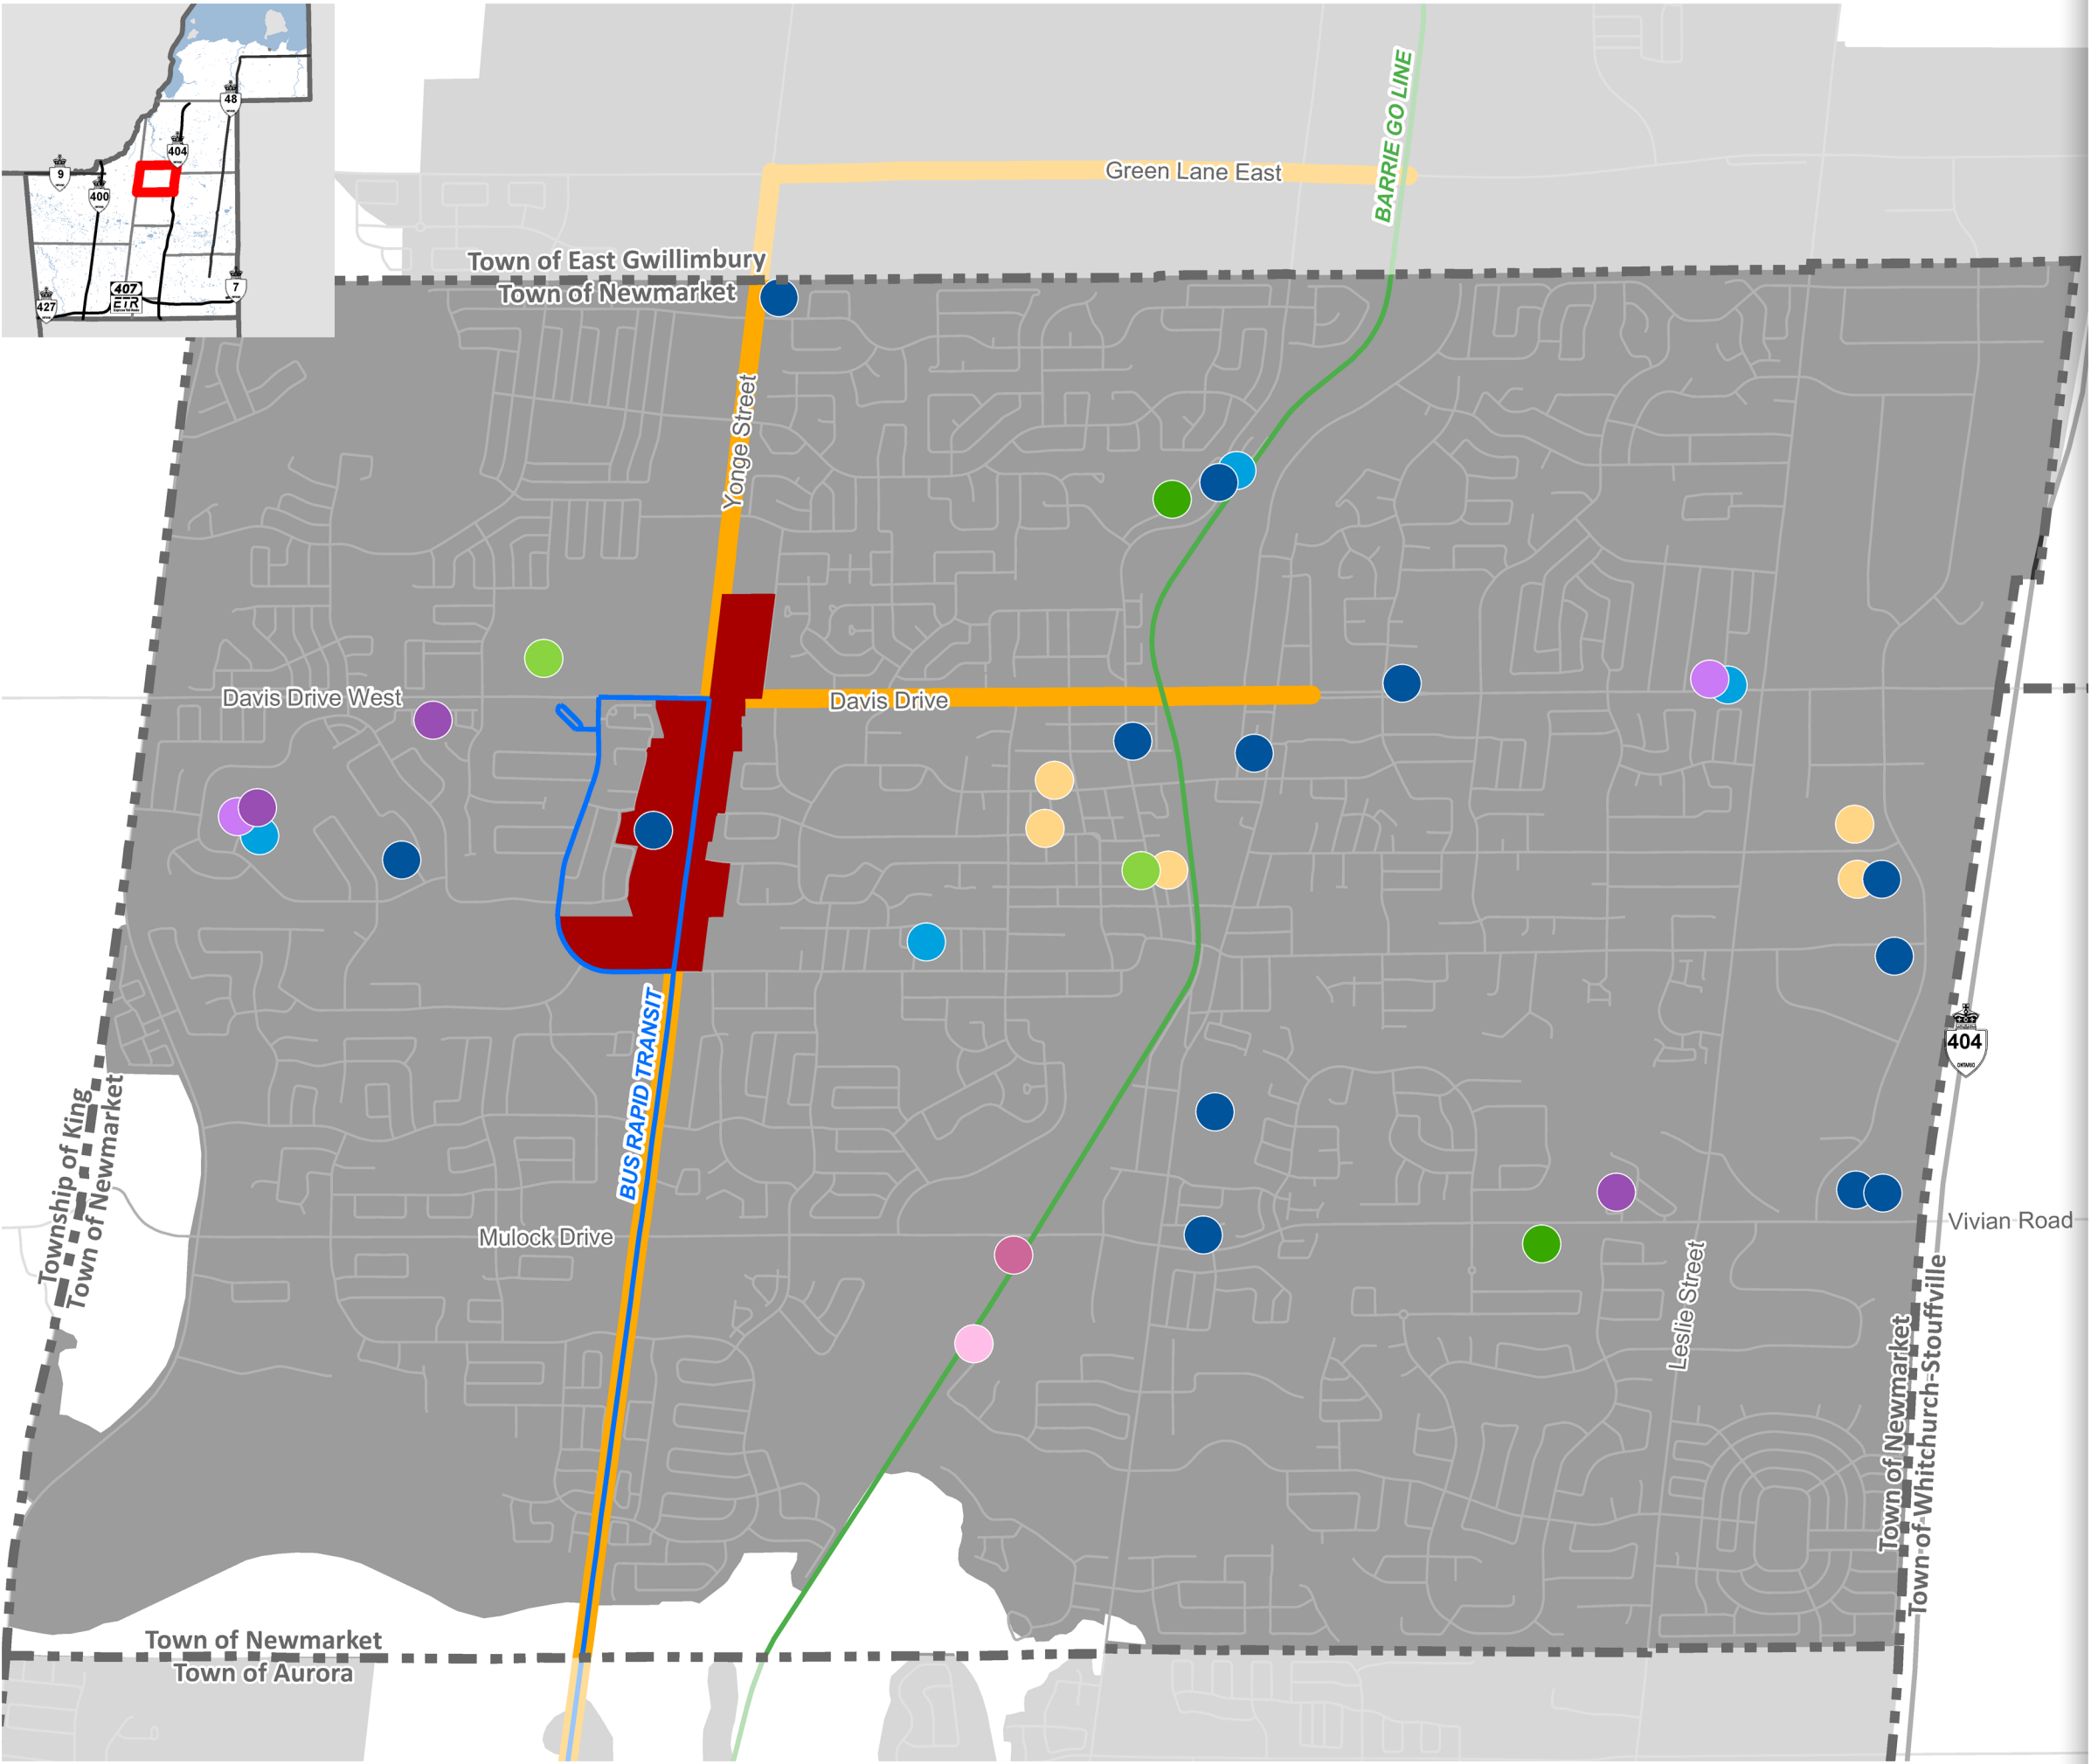 48
404
9
400
407
ETR
7
427
BARRIE GO LINE
Green Lane East
Town of East Gwillimbury
Town of Newmarket
Yonge Street
Davis Drive West
Davis Drive
404
ONTARIO
BUS RAPID TRANSIT
Township of King
Town of Newmarket
Mulock Drive
Vivian Road
Leslie Street
Town of Newmarket
Town of Whitchurch-Stouffville
Town of Newmarket
Town of Aurora